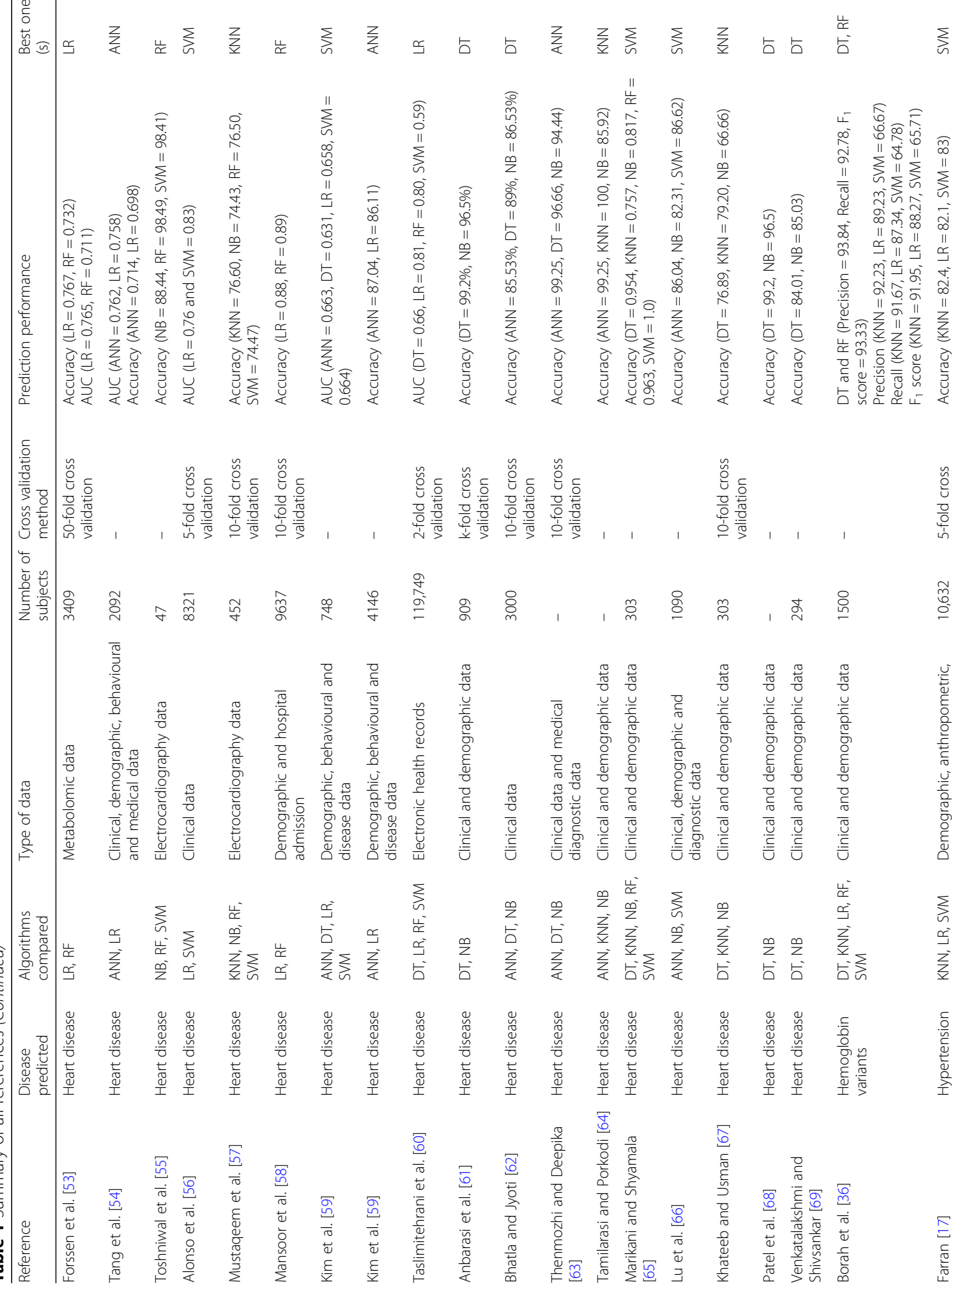 Table 1 Summary of all references (Continued)
Reference Disease predicted Algorithms compared Type of data Number of subjects Cross validation method Prediction performance Best one (s)
Forssen et al. [53] Heart disease LR, RF Metabolomic data 3409 50-fold cross validation Accuracy (LR = 0.767, RF = 0.732)
AUC (LR = 0.765, RF = 0.711) LR
Tang et al. [54] Heart disease ANN, LR Clinical, demographic, behavioural and medical data 2092 – AUC (ANN = 0.762, LR = 0.758)
Accuracy (ANN = 0.714, LR = 0.698) ANN
Toshniwal et al. [55] Heart disease NB, RF, SVM Electrocardiography data 47 – Accuracy (NB = 88.44, RF = 98.49, SVM = 98.41) RF
Alonso et al. [56] Heart disease LR, SVM Clinical data 8321 5-fold cross validation AUC (LR = 0.76 and SVM = 0.83) SVM
Mustaqeem et al. [57] Heart disease KNN, NB, RF, SVM Electrocardiography data 452 10-fold cross validation Accuracy (KNN = 76.60, NB = 74.43, RF = 76.50, SVM = 74.47) KNN
Mansoor et al. [58] Heart disease LR, RF Demographic and hospital admission 9637 10-fold cross validation Accuracy (LR = 0.88, RF = 0.89) RF
Kim et al. [59] Heart disease ANN, DT, LR, SVM Demographic, behavioural and disease data 748 – AUC (ANN = 0.663, DT = 0.631, LR = 0.658, SVM = 0.664) SVM
Kim et al. [59] Heart disease ANN, LR Demographic, behavioural and disease data 4146 – Accuracy (ANN = 87.04, LR = 86.11) ANN
Taslimitehrani et al. [60] Heart disease DT, LR, RF, SVM Electronic health records 119,749 2-fold cross validation AUC (DT = 0.66, LR = 0.81, RF = 0.80, SVM = 0.59) LR
Anbarasi et al. [61] Heart disease DT, NB Clinical and demographic data 909 k-fold cross validation Accuracy (DT = 99.2%, NB = 96.5%) DT
Bhatla and Jyoti [62] Heart disease ANN, DT, NB Clinical data 3000 10-fold cross validation Accuracy (ANN = 85.53%, DT = 89%, NB = 86.53%) DT
Thenmozhi and Deepika [63] Heart disease ANN, DT, NB Clinical data and medical diagnostic data – 10-fold cross validation Accuracy (ANN = 99.25, DT = 96.66, NB = 94.44) ANN
Tamilarasi and Porkodi [64] Heart disease ANN, KNN, NB Clinical and demographic data – – Accuracy (ANN = 99.25, KNN = 100, NB = 85.92) KNN
Marikani and Shyamala [65] Heart disease DT, KNN, NB, RF, SVM Clinical and demographic data 303 – Accuracy (DT = 0.954, KNN = 0.757, NB = 0.817, RF = 0.963, SVM = 1.0) SVM
Lu et al. [66] Heart disease ANN, NB, SVM Clinical, demographic and diagnostic data 1090 – Accuracy (ANN = 86.04, NB = 82.31, SVM = 86.62) SVM
Khateeb and Usman [67] Heart disease DT, KNN, NB Clinical and demographic data 303 10-fold cross validation Accuracy (DT = 76.89, KNN = 79.20, NB = 66.66) KNN
Patel et al. [68] Heart disease DT, NB Clinical and demographic data – – Accuracy (DT = 99.2, NB = 96.5) DT
Venkatalakshmi and Shivsankar [69] Heart disease DT, NB Clinical and demographic data 294 – Accuracy (DT = 84.01, NB = 85.03) DT
Borah et al. [36] Hemoglobin variants DT, KNN, LR, RF, SVM Clinical and demographic data 1500 – DT and RF (Precision = 93.84, Recall = 92.78, F1 score = 93.33) DT, RF
Precision (KNN = 92.23, LR = 89.23, SVM = 66.67)
Recall (KNN = 91.67, LR = 87.34, SVM = 64.78)
F1 score (KNN = 91.95, LR = 88.27, SVM = 65.71)
Farran [17] Hypertension KNN, LR, SVM Demographic, anthropometric, 10,632 5-fold cross Accuracy (KNN = 82.4, LR = 82.1, SVM = 83) SVM